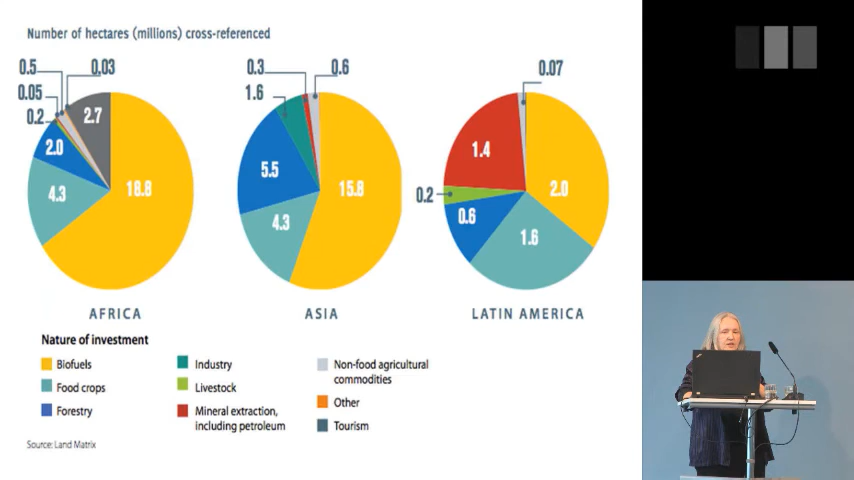 Number of hectares (millions) cross-referenced
0.5 0.03
0.05
0.2
2.7
2.0
4.3
18.8
AFRICA
0.3 0.6
1.6
5.5
15.8
4.3
ASIA
0.07
1.4
2.0
0.2
0.6
1.6
LATIN AMERICA
Nature of investment
Biofuels
Food crops
Forestry
Industry
Livestock
Mineral extraction,
including petroleum
Non-food agricultural
commodities
Other
Tourism
Source: Land Matrix